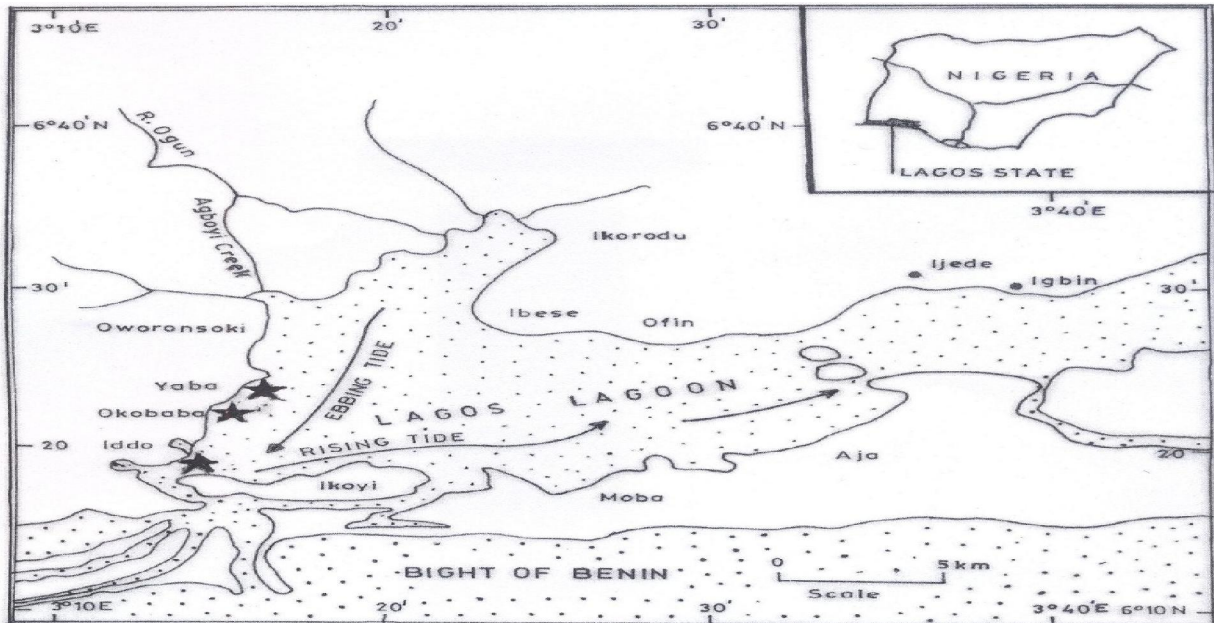 3°10'E
20'
30'
NIGERIA
LAGOS STATE
6°40'N
6°40'N
3°40'E
R. Ogun
Agboyi Creek
Ikorodu
Ijede
Igbin
30'
30'
Oworonsoki
Ibese
Ofin
Yaba
Okobaba
Iddo
EBBING TIDE
LAGOS LAGOON
RISING TIDE
20
20'
Ikoyi
Moba
Aja
BIGHT OF BENIN
0 5km
Scale
3°10'E
20'
30'
3°40'E
6°10N